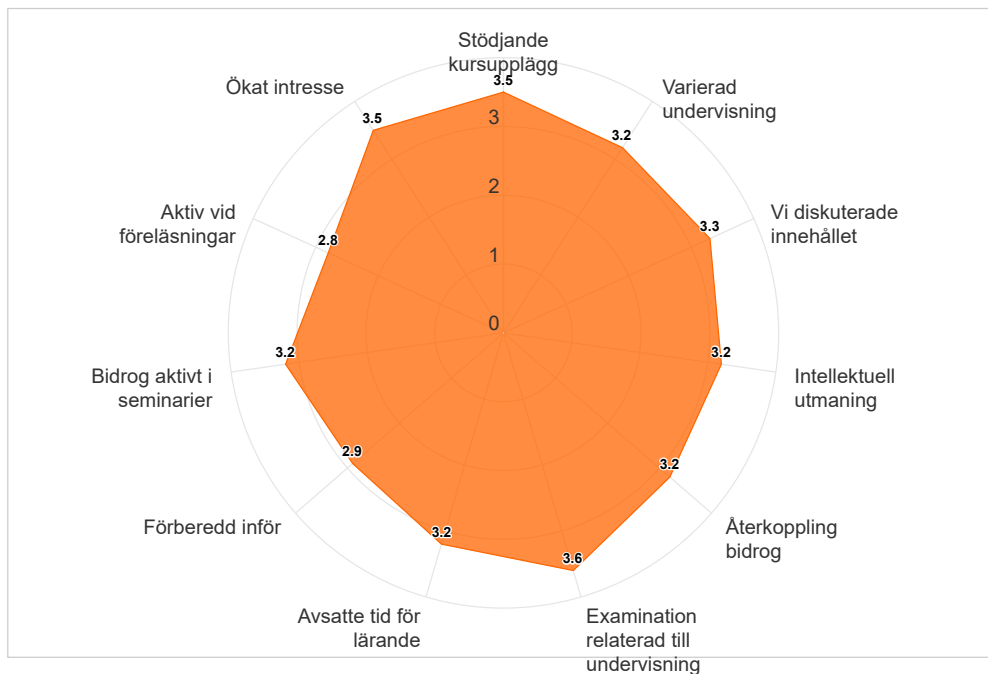 Stödjande
kursupplägg
3.5
Ökat intresse
Varierad
undervisning
3.5
3
3.2
2
Aktiv vid
föreläsningar
Vi diskuterade
innehållet
2.8
3.3
1
0
3.2
3.2
Bidrog aktivt i
seminarier
Intellektuell
utmaning
2.9
3.2
Förberedd inför
Återkoppling
bidrog
3.2
3.6
Avsatte tid för
lärande
Examination
relaterad till
undervisning